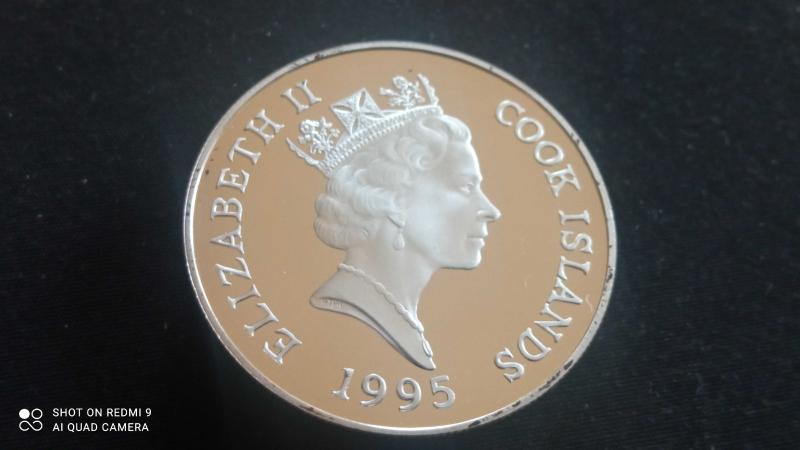 ELIZABETH II
COOK ISLANDS
1995
SHOT ON REDMI 9
AI QUAD CAMERA